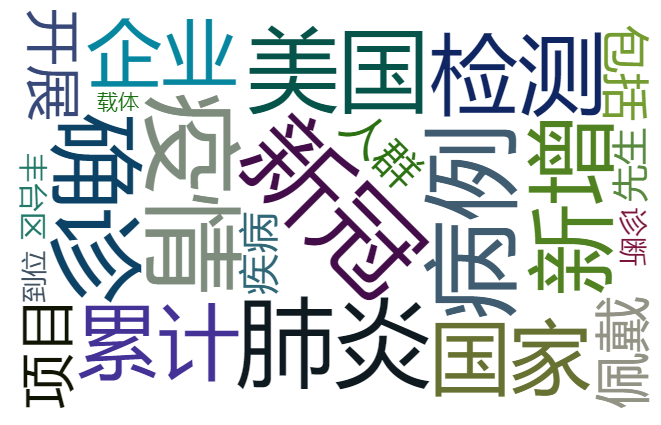 开展
企业
美国
检测
包括
载体
确诊
疫情
新冠
人群
病例
新增
先生
丰台区
疾病
诊断
到位
项目
累计
肺炎
国家
佩戴